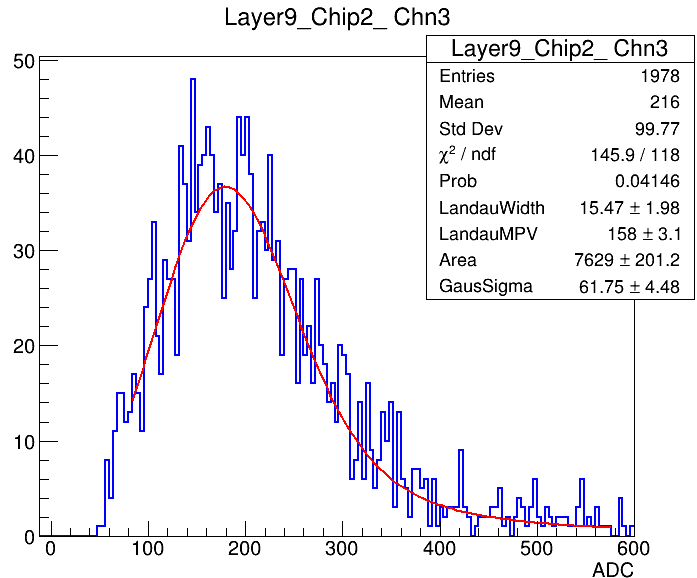 Layer9_Chip2_ Chn3
Layer9_Chip2_ Chn3
Entries 1978
Mean 216
Std Dev 99.77
χ² / ndf 145.9 / 118
Prob 0.04146
LandauWidth 15.47 ± 1.98
LandauMPV 158 ± 3.1
Area 7629 ± 201.2
GausSigma 61.75 ± 4.48
50
40
30
20
10
0
0 100 200 300 400 500 600
ADC